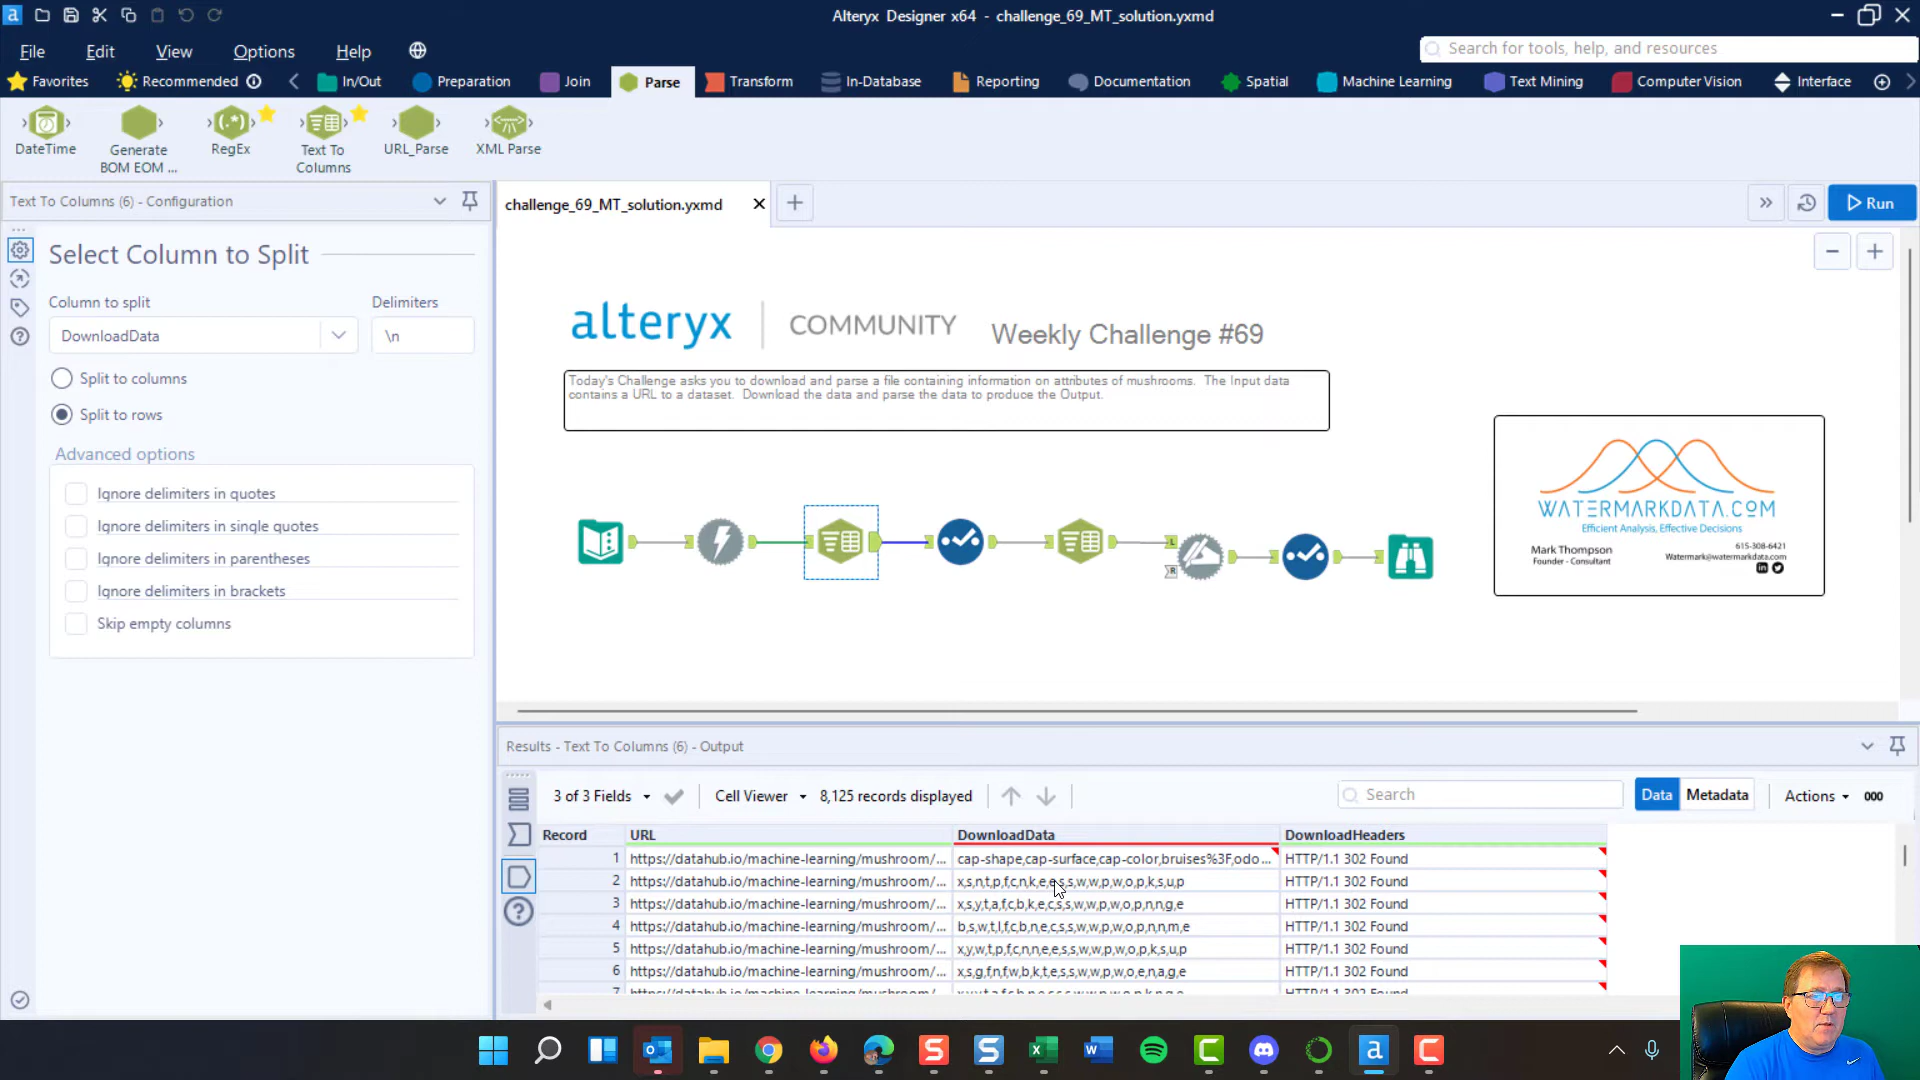 Alteryx Designer x64 - challenge_69_MT_solution.yxmd
File Edit View Options Help
Search for tools, help, and resources
Favorites Recommended In/Out Preparation Join Parse Transform In-Database Reporting Documentation Spatial Machine Learning Text Mining Computer Vision Interface
DateTime
Generate
BOM EOM ...
RegEx
Text To
Columns
URL_Parse
XML Parse
Text To Columns (6) - Configuration
challenge_69_MT_solution.yxmd
Run
Select Column to Split
Column to split
Delimiters
DownloadData
\n
Split to columns
Split to rows
Advanced options
Ignore delimiters in quotes
Ignore delimiters in single quotes
Ignore delimiters in parentheses
Ignore delimiters in brackets
Skip empty columns
alteryx COMMUNITY Weekly Challenge #69
Today's Challenge asks you to download and parse a file containing information on attributes of mushrooms. The Input data
contains a URL to a dataset. Download the data and parse the data to produce the Output.
WATERMARKDATA.COM
Efficient Analysis, Effective Decisions
Mark Thompson
Founder - Consultant
615-308-6421
Watermark@watermarkdata.com
L
R
Results - Text To Columns (6) - Output
3 of 3 Fields Cell Viewer 8,125 records displayed Search Data Metadata Actions 000
Record URL DownloadData DownloadHeaders
1 https://datahub.io/machine-learning/mushroom/... cap-shape,cap-surface,cap-color,bruises%3F,odo... HTTP/1.1 302 Found
2 https://datahub.io/machine-learning/mushroom/... x,s,n,t,p,f,c,n,k,e,e,s,s,w,w,p,w,o,p,k,s,u,p HTTP/1.1 302 Found
3 https://datahub.io/machine-learning/mushroom/... x,s,y,t,a,f,c,b,k,e,c,s,s,w,w,p,w,o,p,n,n,g,e HTTP/1.1 302 Found
4 https://datahub.io/machine-learning/mushroom/... b,s,w,t,l,f,c,b,n,e,c,s,s,w,w,p,w,o,p,n,n,m,e HTTP/1.1 302 Found
5 https://datahub.io/machine-learning/mushroom/... x,y,w,t,p,f,c,n,n,e,e,s,s,w,w,p,w,o,p,k,s,u,p HTTP/1.1 302 Found
6 https://datahub.io/machine-learning/mushroom/... x,s,g,f,n,f,w,b,k,t,e,s,s,w,w,p,w,o,e,n,a,g,e HTTP/1.1 302 Found